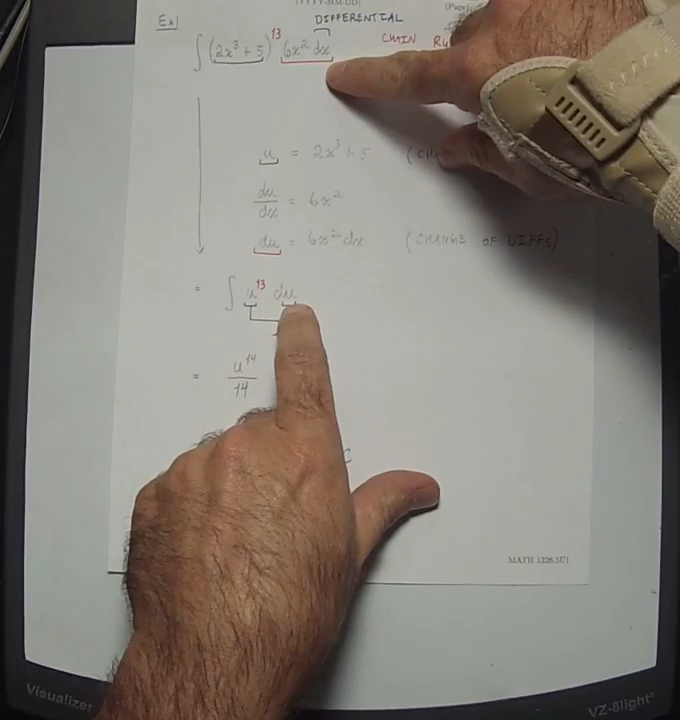 DIFFERENTIAL
Ex
∫ (2x³ + 5)¹³ 6x² dx
CHAIN
u = 2x³ + 5
du/dx = 6x²
du = 6x² dx (CHANGE OF DIFFS)
= ∫ u¹³ du
= u¹⁴/14
C
MATH 1326.5U1
Visualizer
VZ-8light³